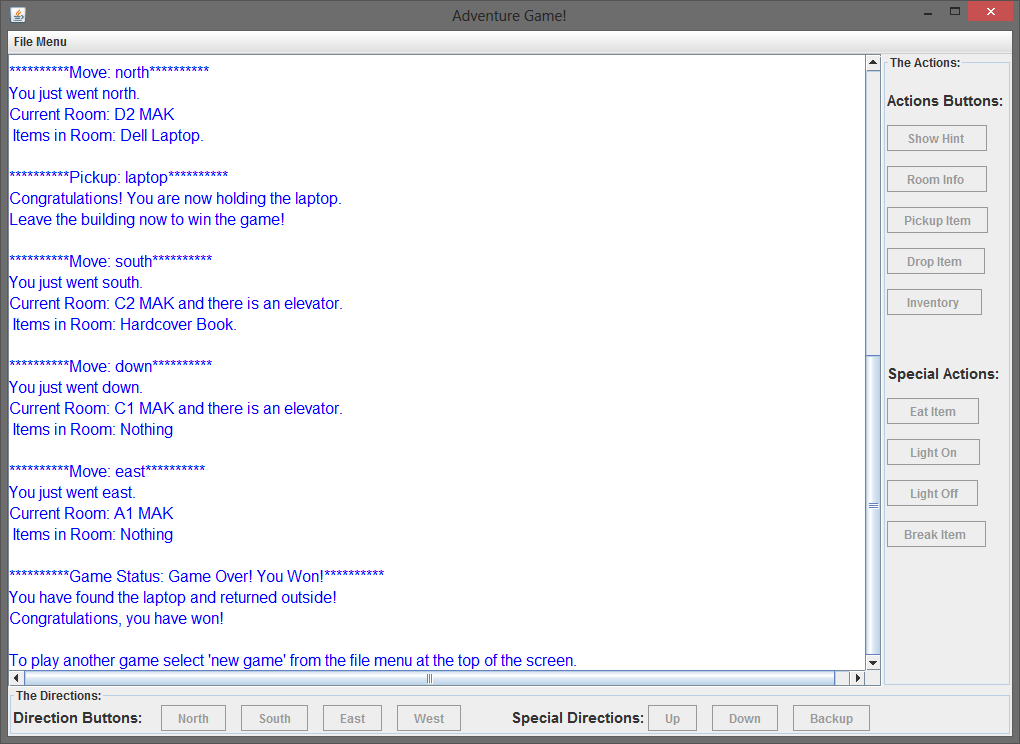 Adventure Game!
File Menu
**********Move: north**********
You just went north.
Current Room: D2 MAK
Items in Room: Dell Laptop.
**********Pickup: laptop**********
Congratulations! You are now holding the laptop.
Leave the building now to win the game!
**********Move: south**********
You just went south.
Current Room: C2 MAK and there is an elevator.
Items in Room: Hardcover Book.
**********Move: down**********
You just went down.
Current Room: C1 MAK and there is an elevator.
Items in Room: Nothing
**********Move: east**********
You just went east.
Current Room: A1 MAK
Items in Room: Nothing
**********Game Status: Game Over! You Won!**********
You have found the laptop and returned outside!
Congratulations, you have won!
To play another game select 'new game' from the file menu at the top of the screen.
The Actions:
Actions Buttons:
Show Hint
Room Info
Pickup Item
Drop Item
Inventory
Special Actions:
Eat Item
Light On
Light Off
Break Item
The Directions:
Direction Buttons: North South East West Special Directions: Up Down Backup